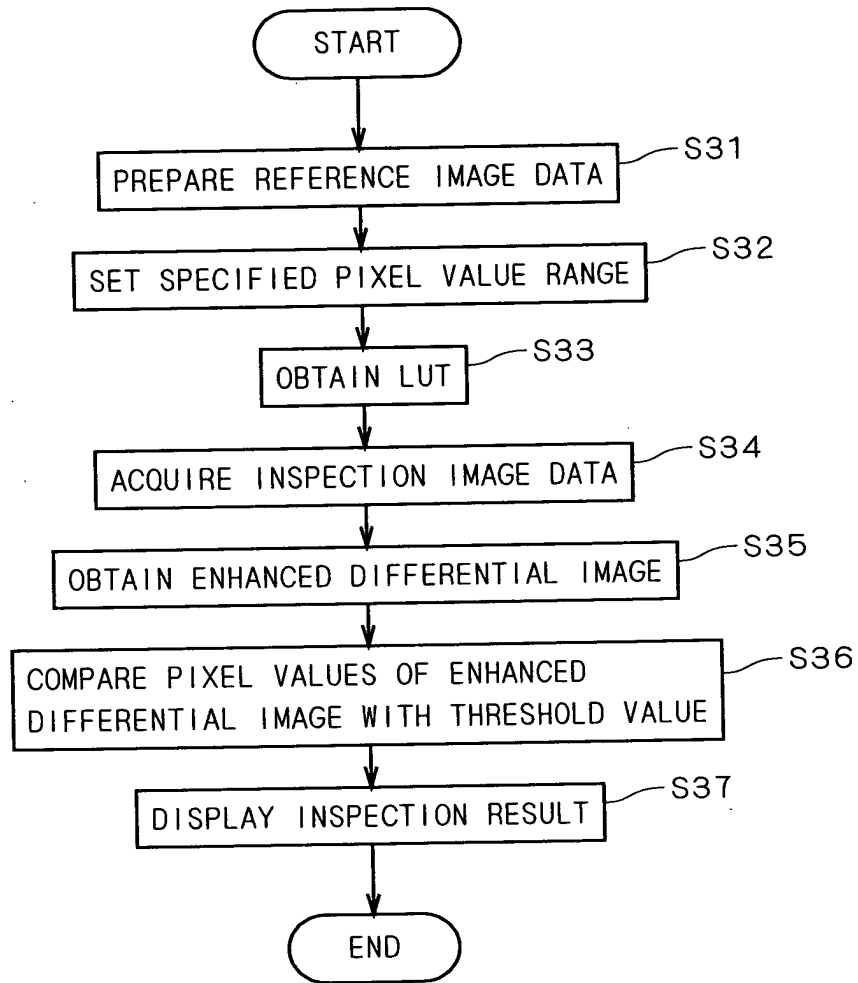 START
PREPARE REFERENCE IMAGE DATA
S31
SET SPECIFIED PIXEL VALUE RANGE
S32
OBTAIN LUT
S33
ACQUIRE INSPECTION IMAGE DATA
S34
OBTAIN ENHANCED DIFFERENTIAL IMAGE
S35
COMPARE PIXEL VALUES OF ENHANCED
DIFFERENTIAL IMAGE WITH THRESHOLD VALUE
S36
DISPLAY INSPECTION RESULT
S37
END